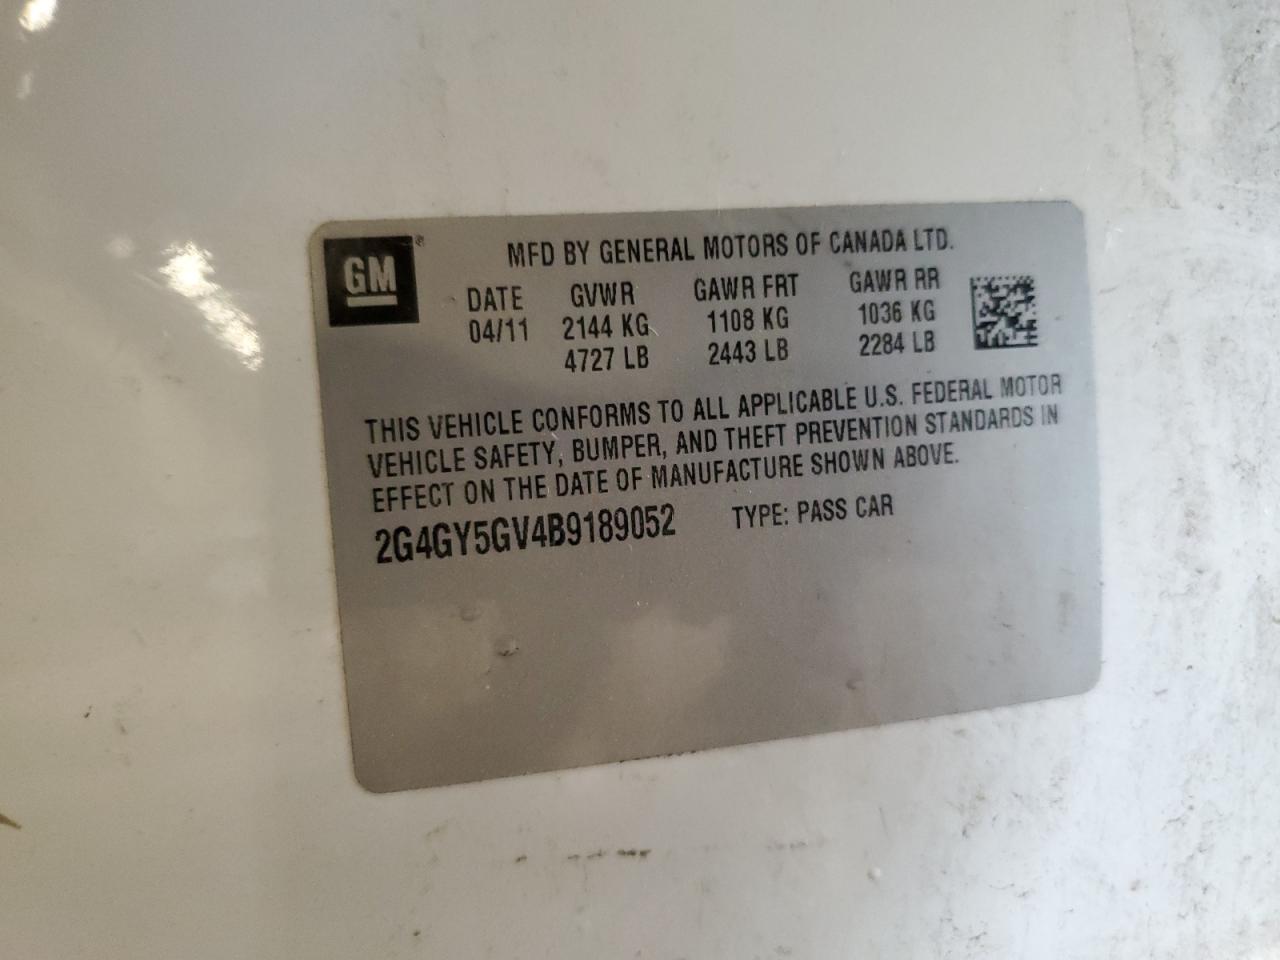 GM®
MFD BY GENERAL MOTORS OF CANADA LTD.
DATE GVWR GAWR FRT GAWR RR
04/11 2144 KG 1108 KG 1036 KG
4727 LB 2443 LB 2284 LB
THIS VEHICLE CONFORMS TO ALL APPLICABLE U.S. FEDERAL MOTOR
VEHICLE SAFETY, BUMPER, AND THEFT PREVENTION STANDARDS IN
EFFECT ON THE DATE OF MANUFACTURE SHOWN ABOVE.
2G4GY5GV4B9189052 TYPE: PASS CAR